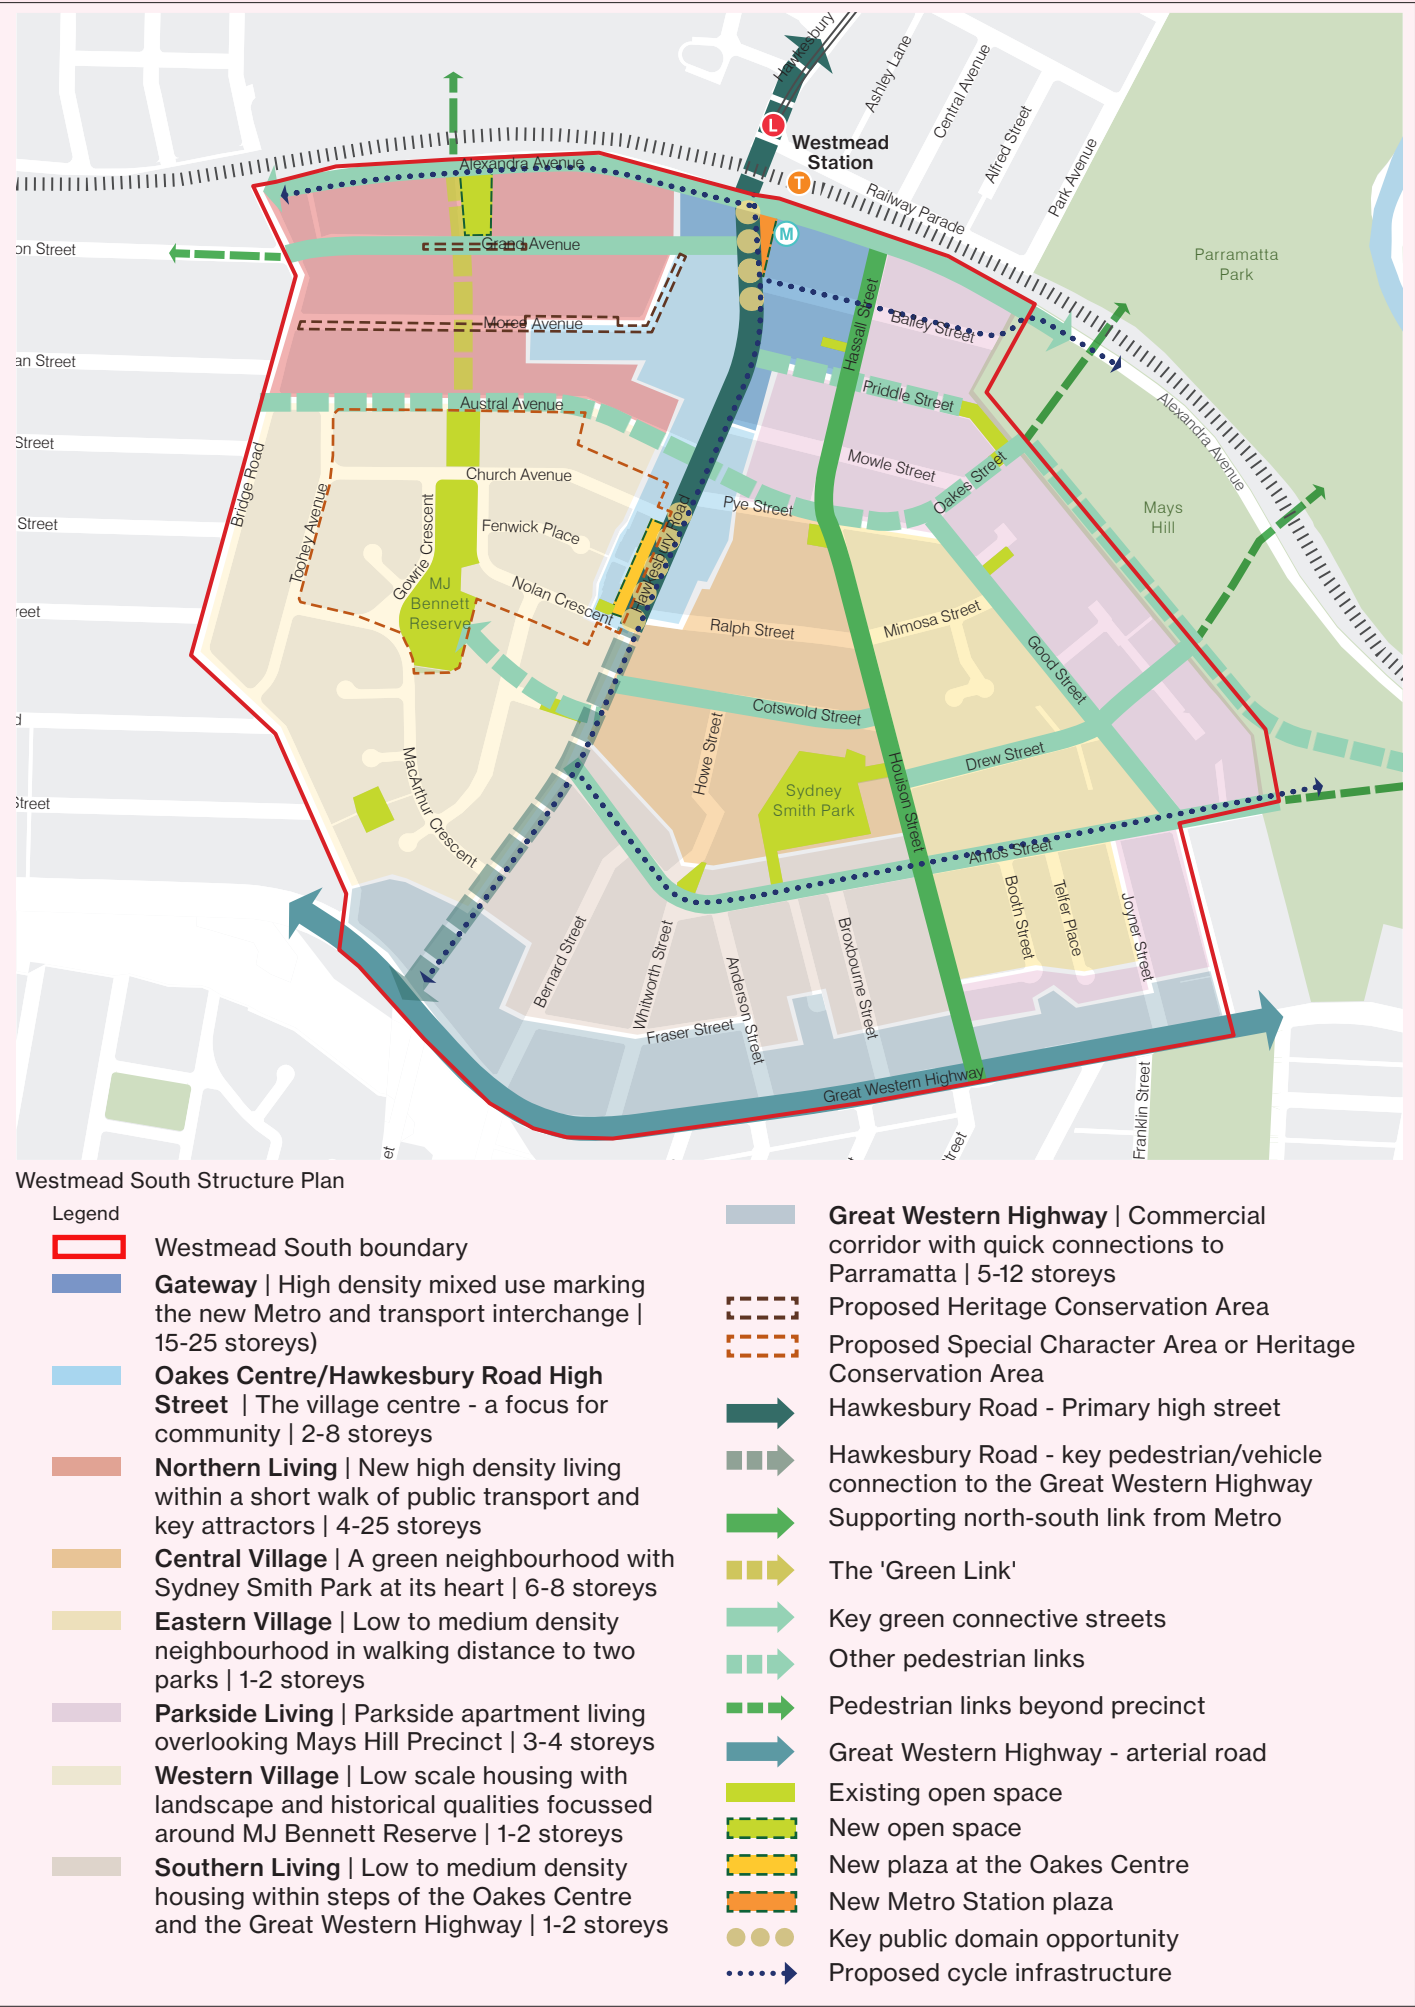 Hawkesbury
Ashley Lane
Central Avenue
Alfred Street
Park Avenue
L
Westmead
Station
T
Railway Parade
Alexandra Avenue
M
Parramatta
Park
on Street
Grand Avenue
Hassall Street
Bailey Street
Moree Avenue
an Street
Priddle Street
Alexandra Avenue
Austral Avenue
Street
Bridge Road
Mowle Street
Church Avenue
Oakes Street
Toohey Avenue
Gowrie Crescent
Pye Street
Mays
Hill
Street
Fenwick Place
Hawkesbury Road
MJ
Bennett
Reserve
Nolan Crescent
reet
Ralph Street
Mimosa Street
Good Street
d
Cotswold Street
Howe Street
Drew Street
MacArthur Crescent
Houison Street
Sydney
Smith Park
Street
Amos Street
Booth Street
Telfer Place
Joyner Street
Bernard Street
Whitworth Street
Anderson Street
Broxbourne Street
Fraser Street
Great Western Highway
Franklin Street
et
treet
Westmead South Structure Plan
Legend
Westmead South boundary
Gateway | High density mixed use marking
the new Metro and transport interchange |
15-25 storeys)
Oakes Centre/Hawkesbury Road High
Street | The village centre - a focus for
community | 2-8 storeys
Northern Living | New high density living
within a short walk of public transport and
key attractors | 4-25 storeys
Central Village | A green neighbourhood with
Sydney Smith Park at its heart | 6-8 storeys
Eastern Village | Low to medium density
neighbourhood in walking distance to two
parks | 1-2 storeys
Parkside Living | Parkside apartment living
overlooking Mays Hill Precinct | 3-4 storeys
Western Village | Low scale housing with
landscape and historical qualities focussed
around MJ Bennett Reserve | 1-2 storeys
Southern Living | Low to medium density
housing within steps of the Oakes Centre
and the Great Western Highway | 1-2 storeys
Great Western Highway | Commercial
corridor with quick connections to
Parramatta | 5-12 storeys
Proposed Heritage Conservation Area
Proposed Special Character Area or Heritage
Conservation Area
Hawkesbury Road - Primary high street
Hawkesbury Road - key pedestrian/vehicle
connection to the Great Western Highway
Supporting north-south link from Metro
The 'Green Link'
Key green connective streets
Other pedestrian links
Pedestrian links beyond precinct
Great Western Highway - arterial road
Existing open space
New open space
New plaza at the Oakes Centre
New Metro Station plaza
Key public domain opportunity
Proposed cycle infrastructure